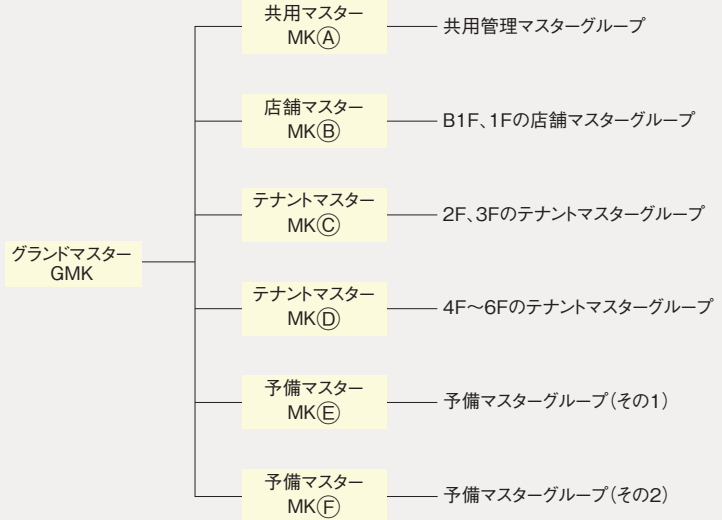 共用マスター
MKⒶ
共用管理マスターグループ
店舗マスター
MKⒷ
B1F、1Fの店舗マスターグループ
テナントマスター
MKⒸ
2F、3Fのテナントマスターグループ
グランドマスター
GMK
テナントマスター
MKⒹ
4F〜6Fのテナントマスターグループ
予備マスター
MKⒺ
予備マスターグループ（その1）
予備マスター
MKⒻ
予備マスターグループ（その2）